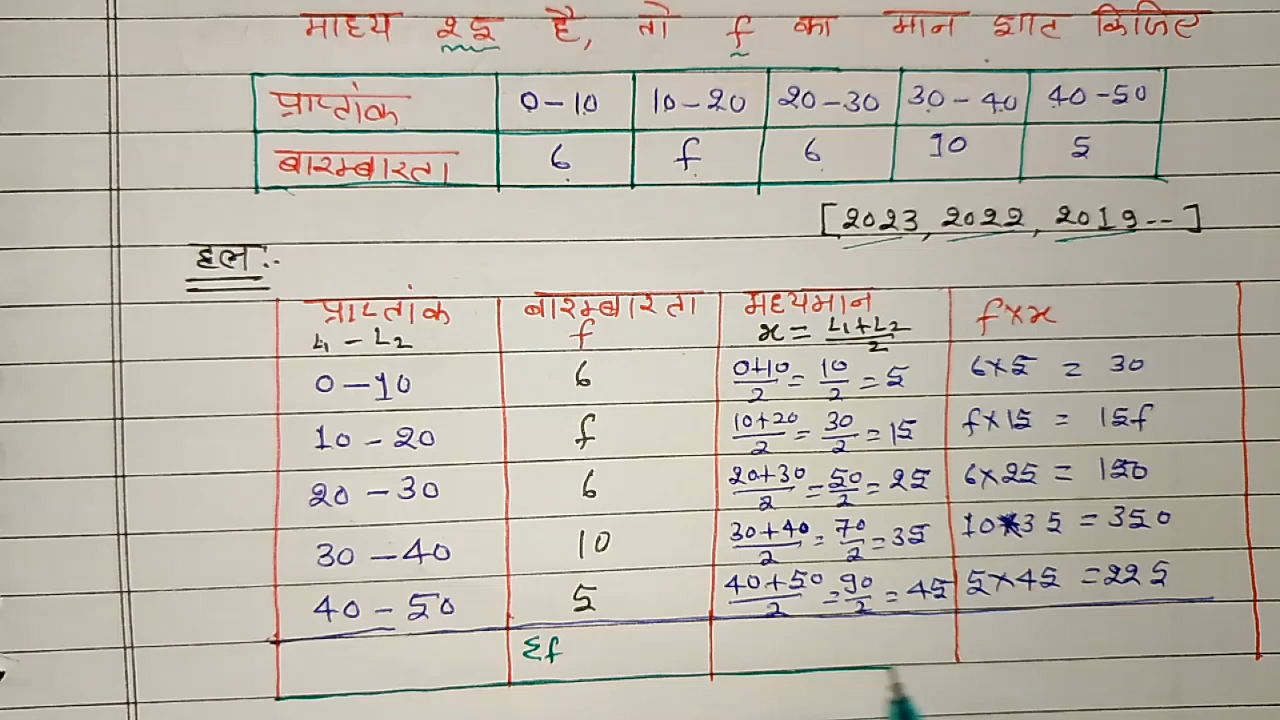 माध्य 25 है, तो f का मान ज्ञात किजिए
प्राप्तांक 0-10 10-20 20-30 30-40 40-50
बारम्बारता 6 f 6 10 5
[2023, 2022, 2019--]
हल:-
प्राप्तांक बारम्बारता मध्यमान f×x
L₁-L₂ f x = L₁+L₂/2
0-10 6 0+10/2 = 10/2 = 5 6×5 = 30
10-20 f 10+20/2 = 30/2 = 15 f×15 = 15f
20-30 6 20+30/2 = 50/2 = 25 6×25 = 150
30-40 10 30+40/2 = 70/2 = 35 10×35 = 350
40-50 5 40+50/2 = 90/2 = 45 5×45 = 225
Σf